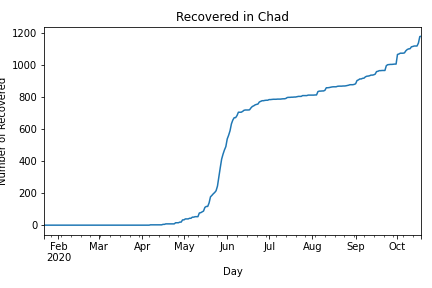 Recovered in Chad
Number of Recovered
1200
1000
800
600
400
200
0
Feb Mar Apr May Jun Jul Aug Sep Oct
2020
Day